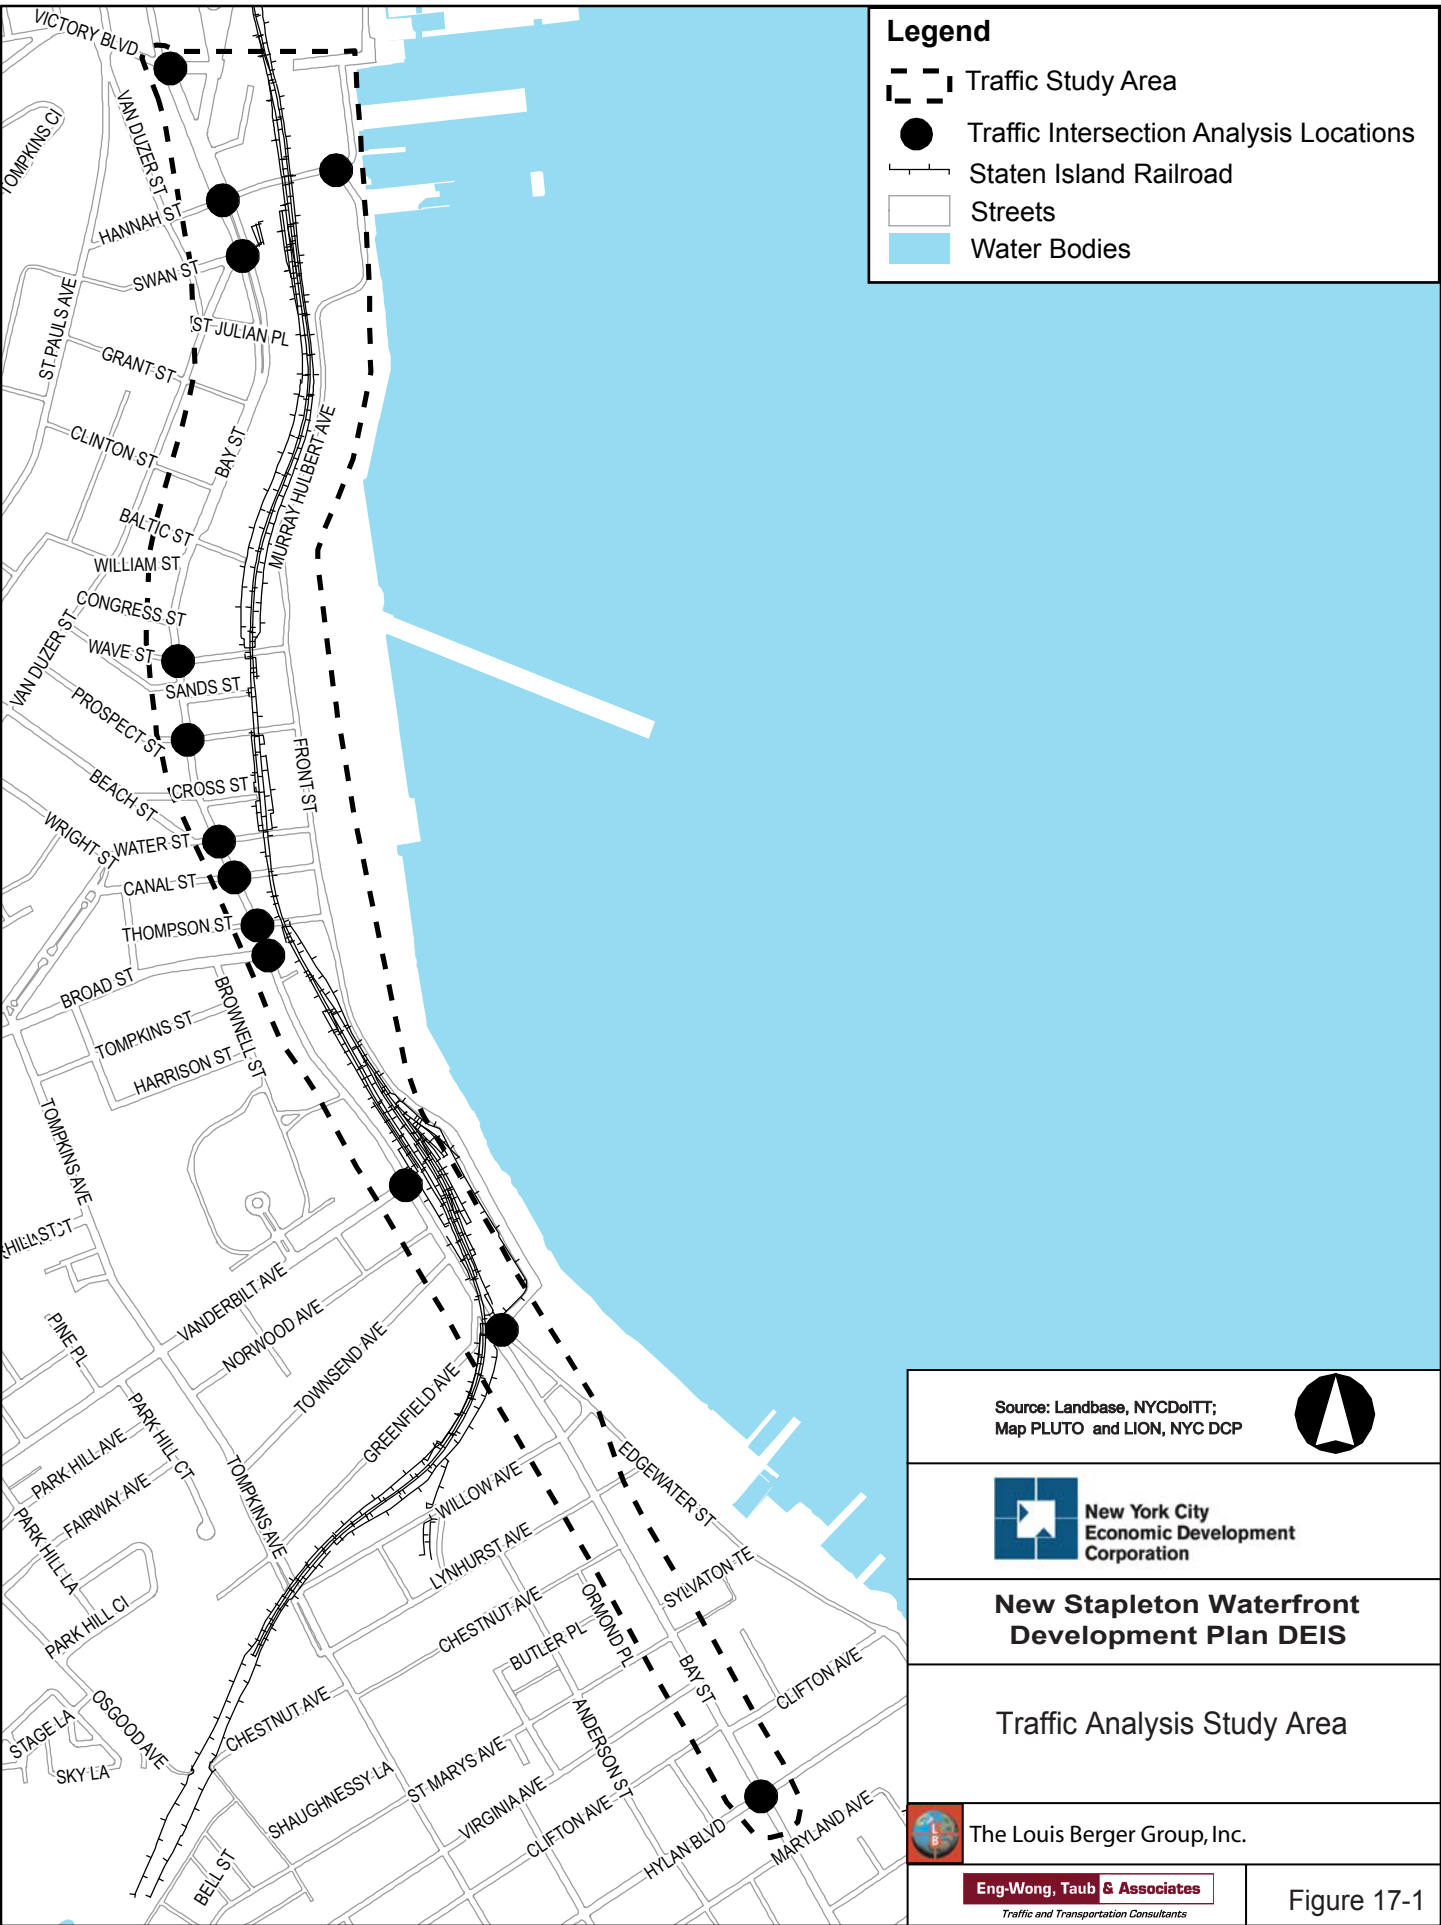 Legend
Traffic Study Area
Traffic Intersection Analysis Locations
Staten Island Railroad
Streets
Water Bodies
VICTORY BLVD
TOMPKINS CI
VAN DUZER ST
HANNAH ST
SWAN ST
ST JULIAN PL
ST PAULS AVE
GRANT ST
CLINTON ST
BAY ST
MURRAY HULBERT AVE
BALTIC ST
WILLIAM ST
CONGRESS ST
VAN DUZER ST
WAVE ST
SANDS ST
PROSPECT ST
FRONT ST
BEACH ST
CROSS ST
WRIGHT ST
WATER ST
CANAL ST
THOMPSON ST
BROAD ST
BROWNELL ST
TOMPKINS ST
HARRISON ST
TOMPKINS AVE
VANDERBILT AVE
NORWOOD AVE
TOWNSEND AVE
GREENFIELD AVE
PINE PL
PARK HILL CT
PARK HILL AVE
FAIRWAY AVE
PARK HILL LA
TOMPKINS AVE
WILLOW AVE
EDGEWATER ST
LYNHURST AVE
SYLVATON TE
CHESTNUT AVE
ORMOND PL
PARK HILL CI
BUTLER PL
BAY ST
CLIFTON AVE
OSGOOD AVE
CHESTNUT AVE
STAGE LA
SKY LA
ANDERSON ST
ST MARYS AVE
SHAUGHNESSY LA
VIRGINIA AVE
CLIFTON AVE
HYLAN BLVD
MARYLAND AVE
BELL ST
Source: Landbase, NYCDoITT;
Map PLUTO and LION, NYC DCP
New York City
Economic Development
Corporation
New Stapleton Waterfront
Development Plan DEIS
Traffic Analysis Study Area
LB
The Louis Berger Group, Inc.
Eng-Wong, Taub & Associates
Traffic and Transportation Consultants
Figure 17-1